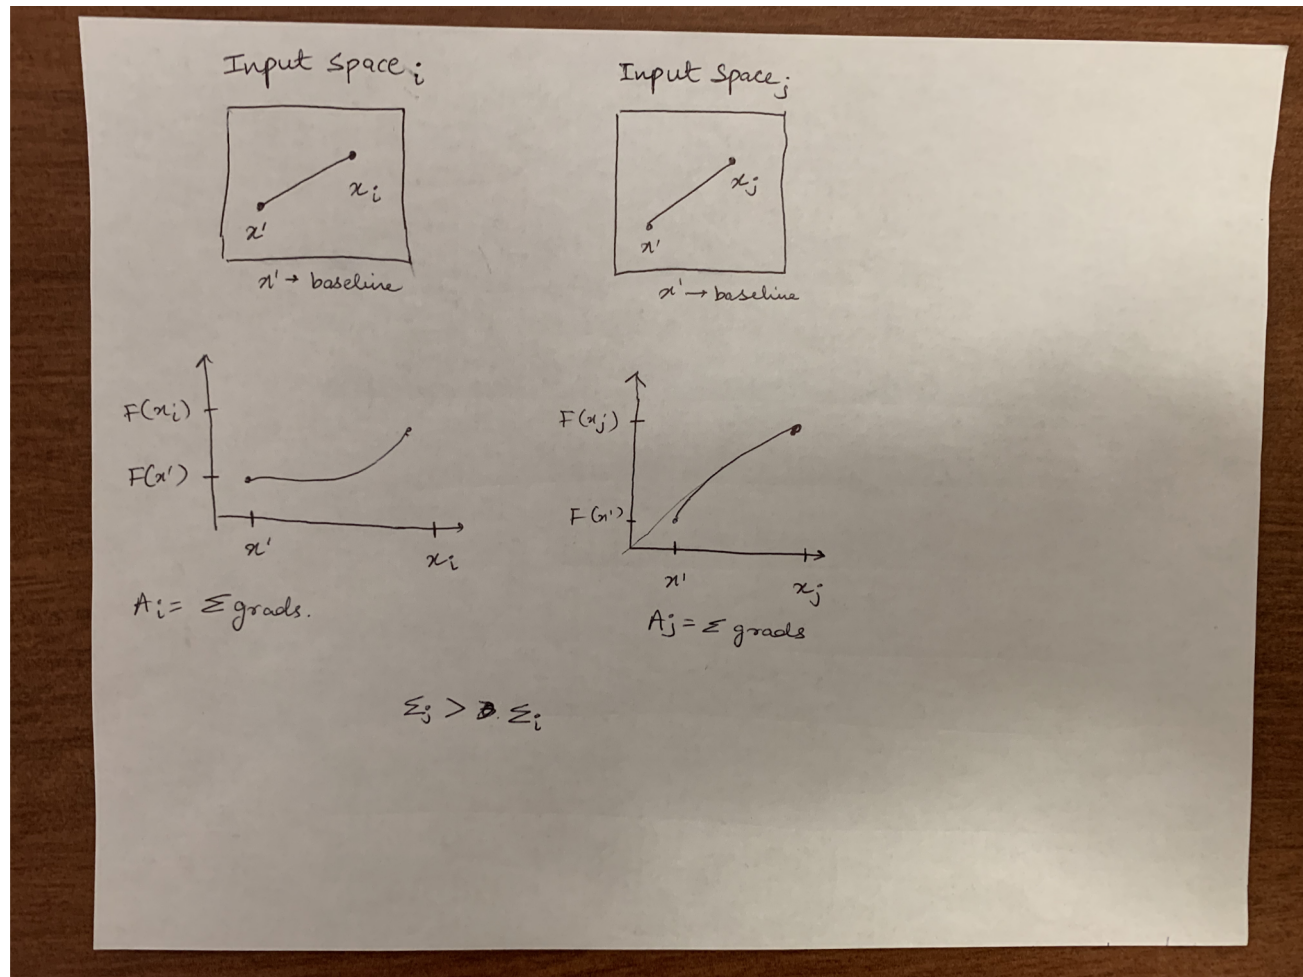 Input Space i
x'
x i
x' → baseline
F(x i)
F(x')
x'
x i
A i = Σ grads.
Input Space j
x'
x j
x' → baseline
F(x j)
F(x')
x'
x j
A j = Σ grads
Σ j > Σ i